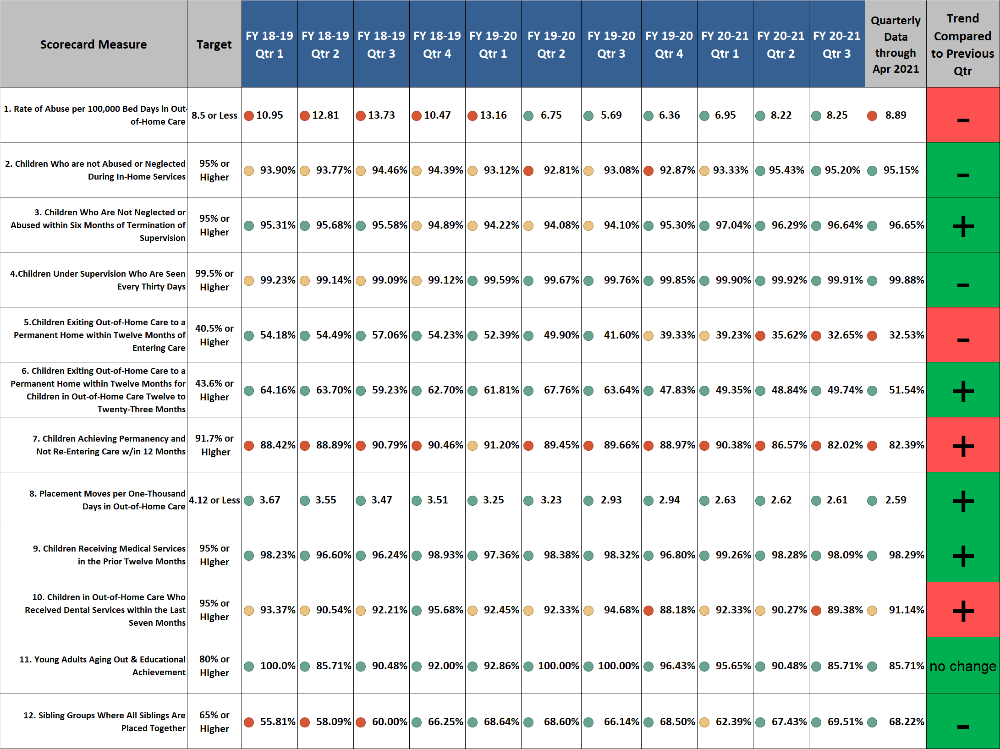 Scorecard Measure
Target
FY 18-19
Qtr 1
FY 18-19
Qtr 2
FY 18-19
Qtr 3
FY 18-19
Qtr 4
FY 19-20
Qtr 1
FY 19-20
Qtr 2
FY 19-20
Qtr 3
FY 19-20
Qtr 4
FY 20-21
Qtr 1
FY 20-21
Qtr 2
FY 20-21
Qtr 3
Quarterly
Data
through
Apr 2021
Trend
Compared
to Previous
Qtr
1. Rate of Abuse per 100,000 Bed Days in Out-
of-Home Care
8.5 or Less
10.95
12.81
13.73
10.47
13.16
6.75
5.69
6.36
6.95
8.22
8.25
8.89
-
2. Children Who are not Abused or Neglected
During In-Home Services
95% or
Higher
93.90%
93.77%
94.46%
94.39%
93.12%
92.81%
93.08%
92.87%
93.33%
95.43%
95.20%
95.15%
-
3. Children Who Are Not Neglected or
Abused within Six Months of Termination of
Supervision
95% or
Higher
95.31%
95.68%
95.58%
94.89%
94.22%
94.08%
94.10%
95.30%
97.04%
96.29%
96.64%
96.65%
+
4.Children Under Supervision Who Are Seen
Every Thirty Days
99.5% or
Higher
99.23%
99.14%
99.09%
99.12%
99.59%
99.67%
99.76%
99.85%
99.90%
99.92%
99.91%
99.88%
-
5.Children Exiting Out-of-Home Care to a
Permanent Home within Twelve Months of
Entering Care
40.5% or
Higher
54.18%
54.49%
57.06%
54.23%
52.39%
49.90%
41.60%
39.33%
39.23%
35.62%
32.65%
32.53%
-
6. Children Exiting Out-of-Home Care to a
Permanent Home within Twelve Months for
Children in Out-of-Home Care Twelve to
Twenty-Three Months
43.6% or
Higher
64.16%
63.70%
59.23%
62.70%
61.81%
67.76%
63.64%
47.83%
49.35%
48.84%
49.74%
51.54%
+
7. Children Achieving Permanency and
Not Re-Entering Care w/in 12 Months
91.7% or
Higher
88.42%
88.89%
90.79%
90.46%
91.20%
89.45%
89.66%
88.97%
90.38%
86.57%
82.02%
82.39%
+
8. Placement Moves per One-Thousand
Days in Out-of-Home Care
4.12 or Less
3.67
3.55
3.47
3.51
3.25
3.23
2.93
2.94
2.63
2.62
2.61
2.59
+
9. Children Receiving Medical Services
in the Prior Twelve Months
95% or
Higher
98.23%
96.60%
96.24%
98.93%
97.36%
98.38%
98.32%
96.80%
99.26%
98.28%
98.09%
98.29%
+
10. Children in Out-of-Home Care Who
Received Dental Services within the Last
Seven Months
95% or
Higher
93.37%
90.54%
92.21%
95.68%
92.45%
92.33%
94.68%
88.18%
92.33%
90.27%
89.38%
91.14%
+
11. Young Adults Aging Out & Educational
Achievement
80% or
Higher
100.0%
85.71%
90.48%
92.00%
92.86%
100.00%
100.00%
96.43%
95.65%
90.48%
85.71%
85.71%
no change
12. Sibling Groups Where All Siblings Are
Placed Together
65% or
Higher
55.81%
58.09%
60.00%
66.25%
68.64%
68.60%
66.14%
68.50%
62.39%
67.43%
69.51%
68.22%
-